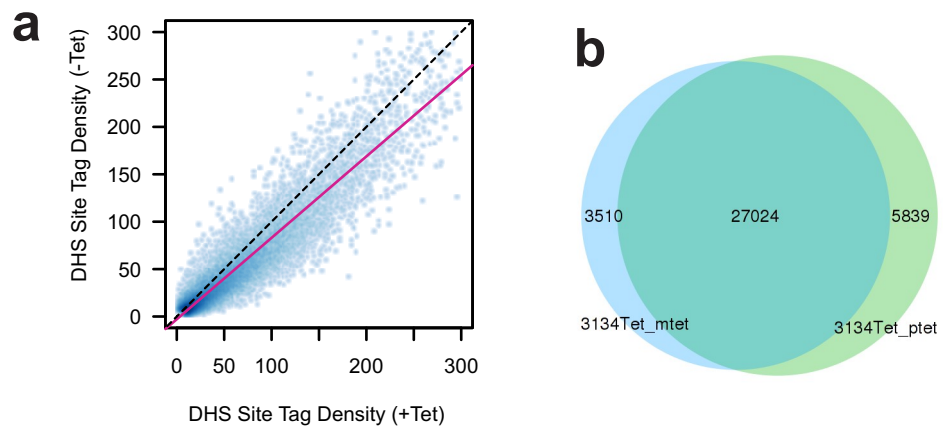 a
DHS Site Tag Density (-Tet)
300
250
200
150
100
50
0
0 50 100 200 300
DHS Site Tag Density (+Tet)
b
3510 27024 5839
3134Tet_mtet 3134Tet_ptet